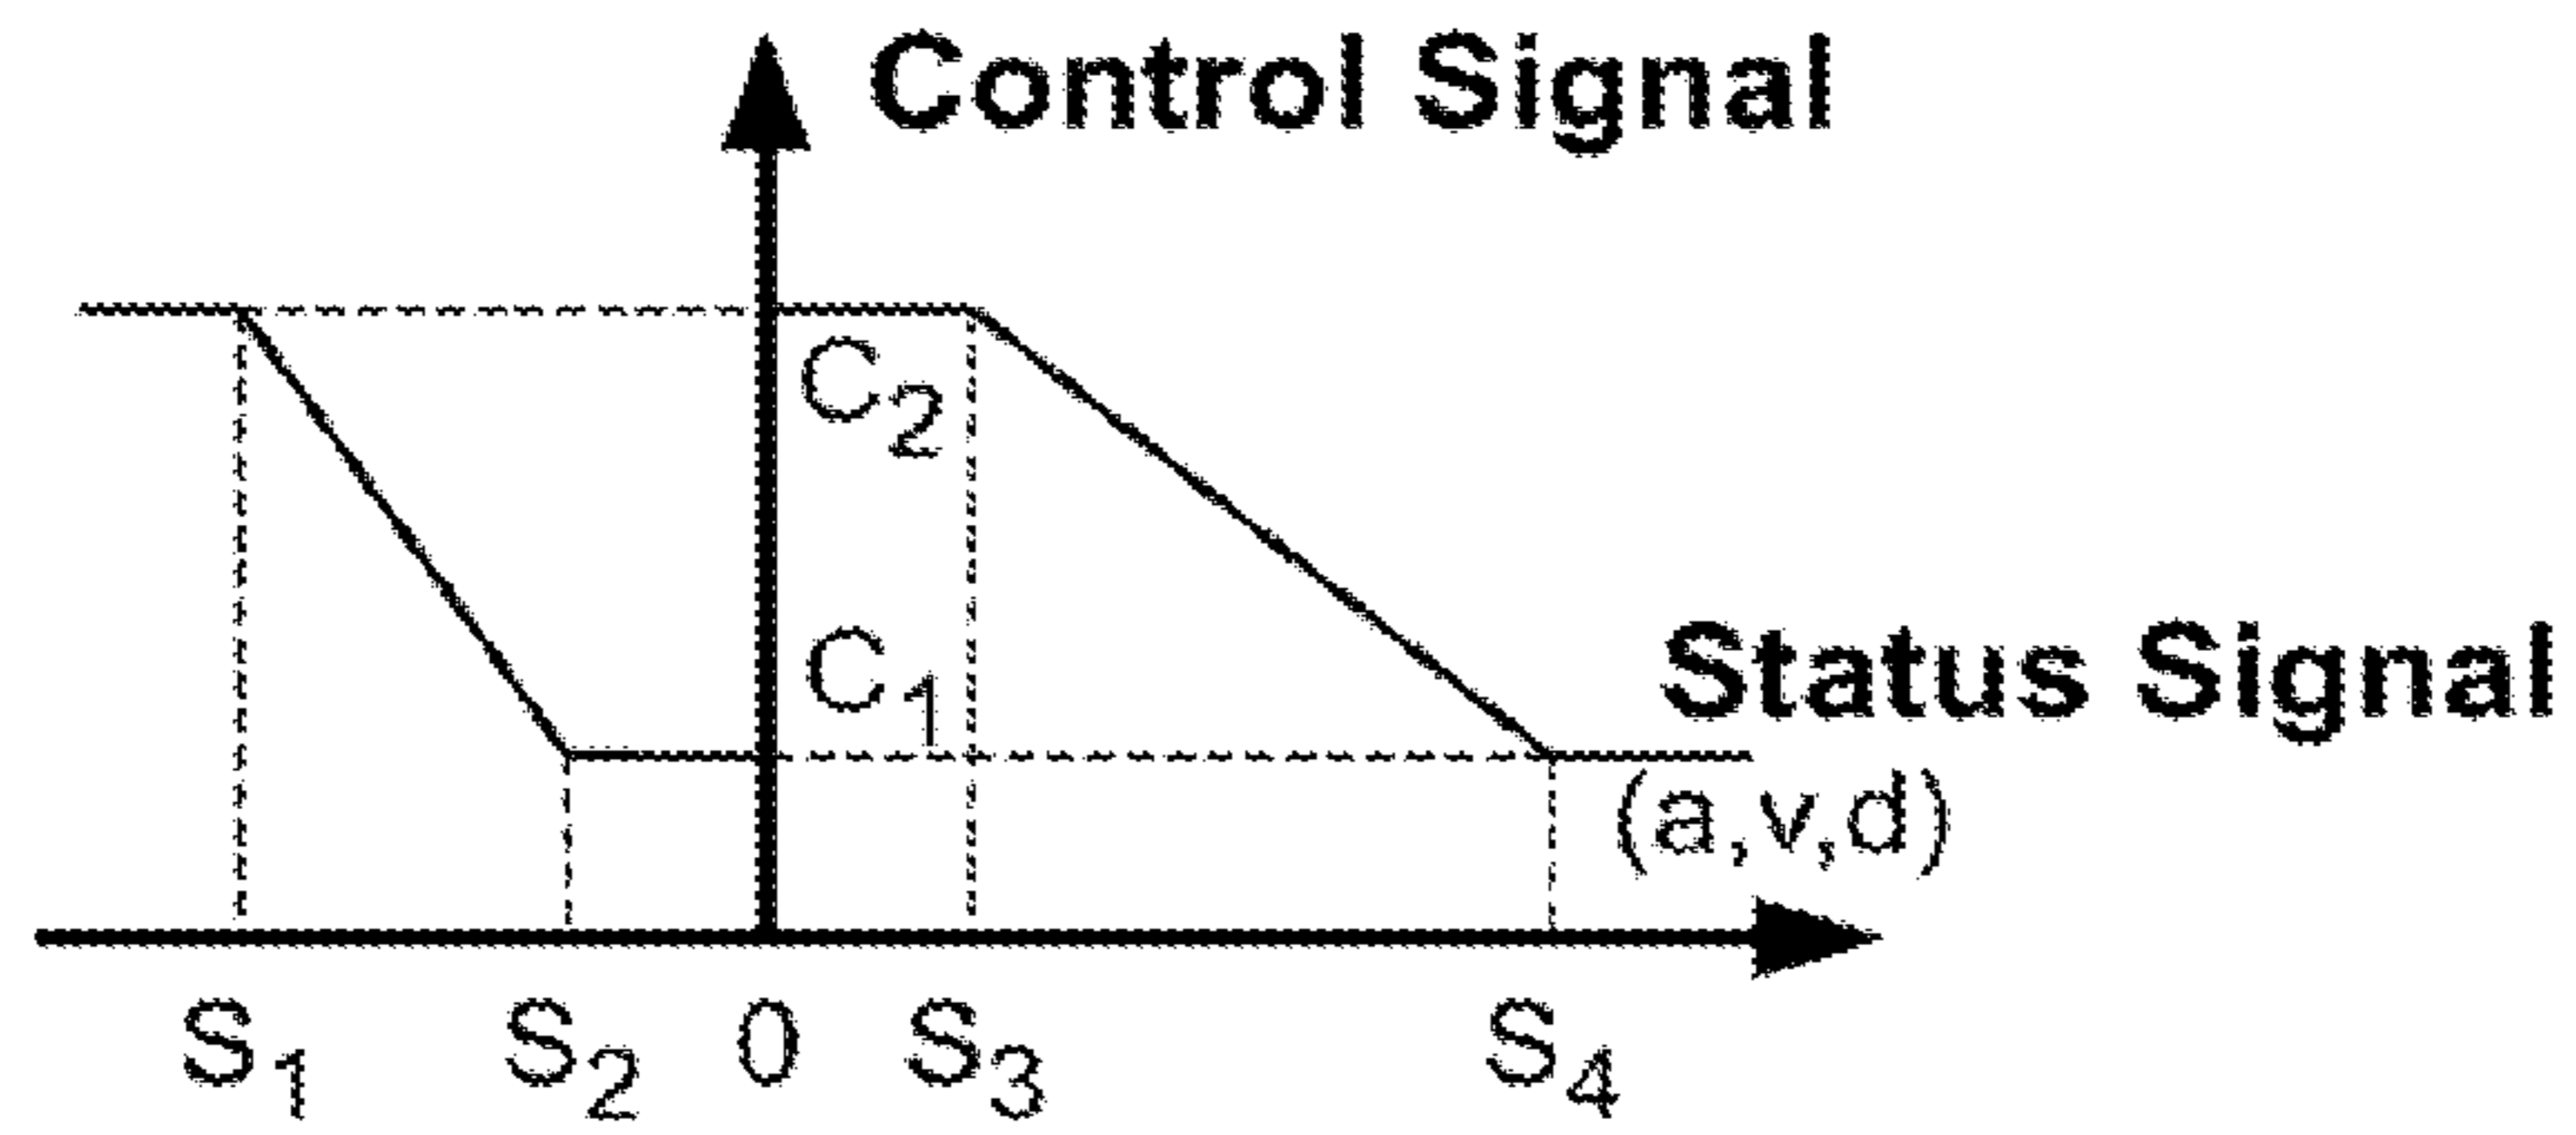 Control Signal
C2
C1
Status Signal
(a,v,d)
S1 S2 0 S3 S4